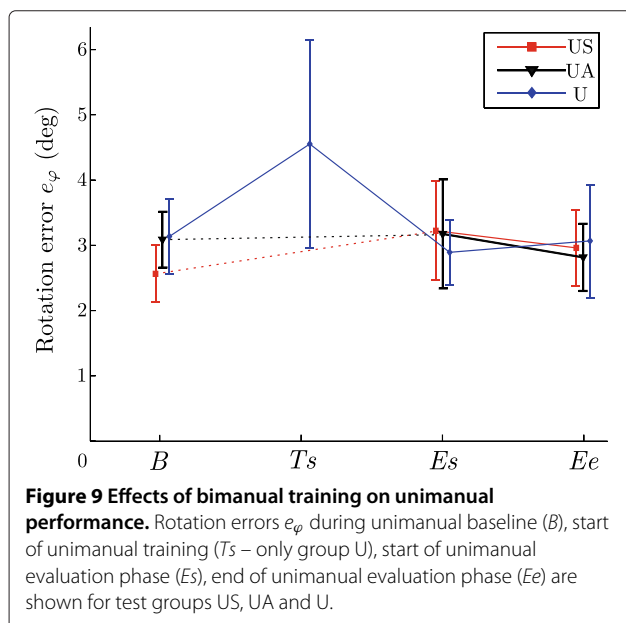 6
5
4
3
2
1
0
Rotation error eφ (deg)
US
UA
U
B Ts Es Ee
Figure 9 Effects of bimanual training on unimanual
performance. Rotation errors eφ during unimanual baseline (B), start
of unimanual training (Ts – only group U), start of unimanual
evaluation phase (Es), end of unimanual evaluation phase (Ee) are
shown for test groups US, UA and U.